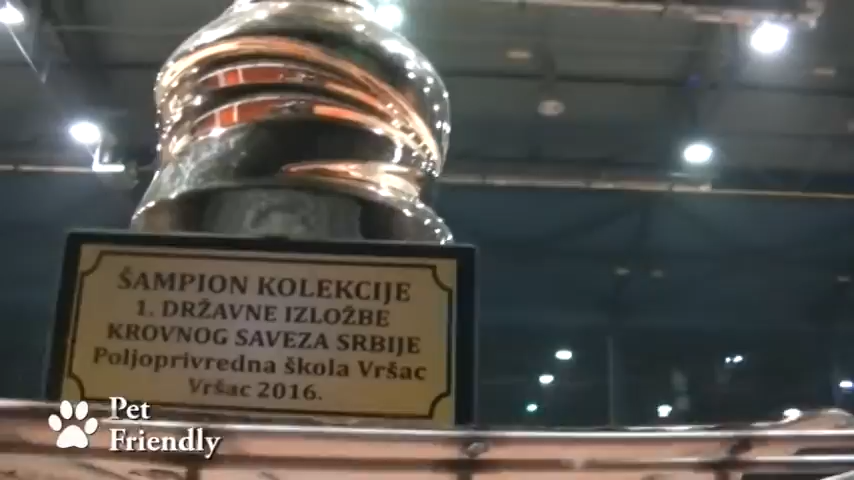 ŠAMPION KOLEKCIJE
1. DRŽAVNE IZLOŽBE
KROVNOG SAVEZA SRBIJE
Poljoprivredna škola Vršac
Vršac 2016.
Pet
Friendly